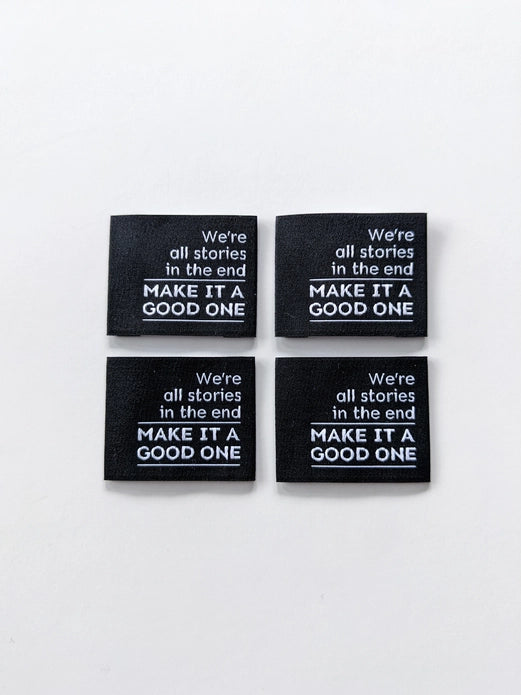 We're
all stories
in the end
MAKE IT A
GOOD ONE
We're
all stories
in the end
MAKE IT A
GOOD ONE
We're
all stories
in the end
MAKE IT A
GOOD ONE
We're
all stories
in the end
MAKE IT A
GOOD ONE